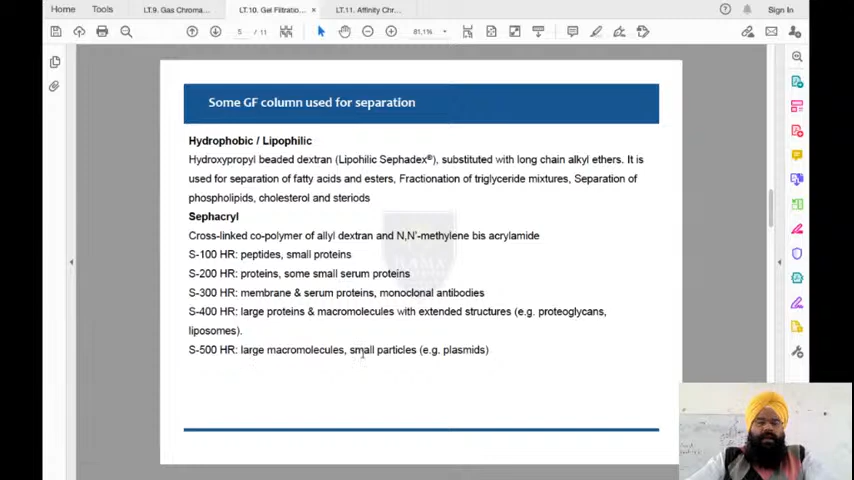 Home
Tools
LT.9. Gas Chroma...
LT.10. Gel Filtratio...
LT.11. Affinity Chr...
Sign In
5 / 11
81,1%
Some GF column used for separation
Hydrophobic / Lipophilic
Hydroxypropyl beaded dextran (Lipohilic Sephadex®), substituted with long chain alkyl ethers. It is
used for separation of fatty acids and esters, Fractionation of triglyceride mixtures, Separation of
phospholipids, cholesterol and steriods
Sephacryl
Cross-linked co-polymer of allyl dextran and N,N'-methylene bis acrylamide
S-100 HR: peptides, small proteins
S-200 HR: proteins, some small serum proteins
S-300 HR: membrane & serum proteins, monoclonal antibodies
S-400 HR: large proteins & macromolecules with extended structures (e.g. proteoglycans,
liposomes).
S-500 HR: large macromolecules, small particles (e.g. plasmids)